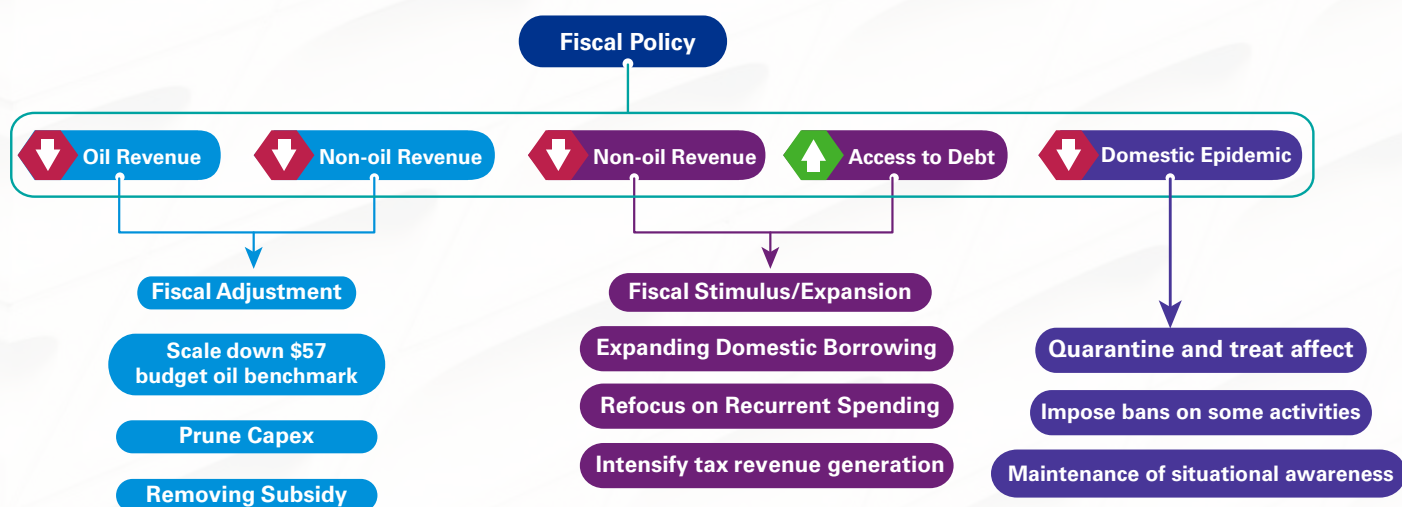 Fiscal Policy
Oil Revenue
Non-oil Revenue
Non-oil Revenue
Access to Debt
Domestic Epidemic
Fiscal Adjustment
Scale down $57
budget oil benchmark
Prune Capex
Removing Subsidy
Fiscal Stimulus/Expansion
Expanding Domestic Borrowing
Refocus on Recurrent Spending
Intensify tax revenue generation
Quarantine and treat affect
Impose bans on some activities
Maintenance of situational awareness